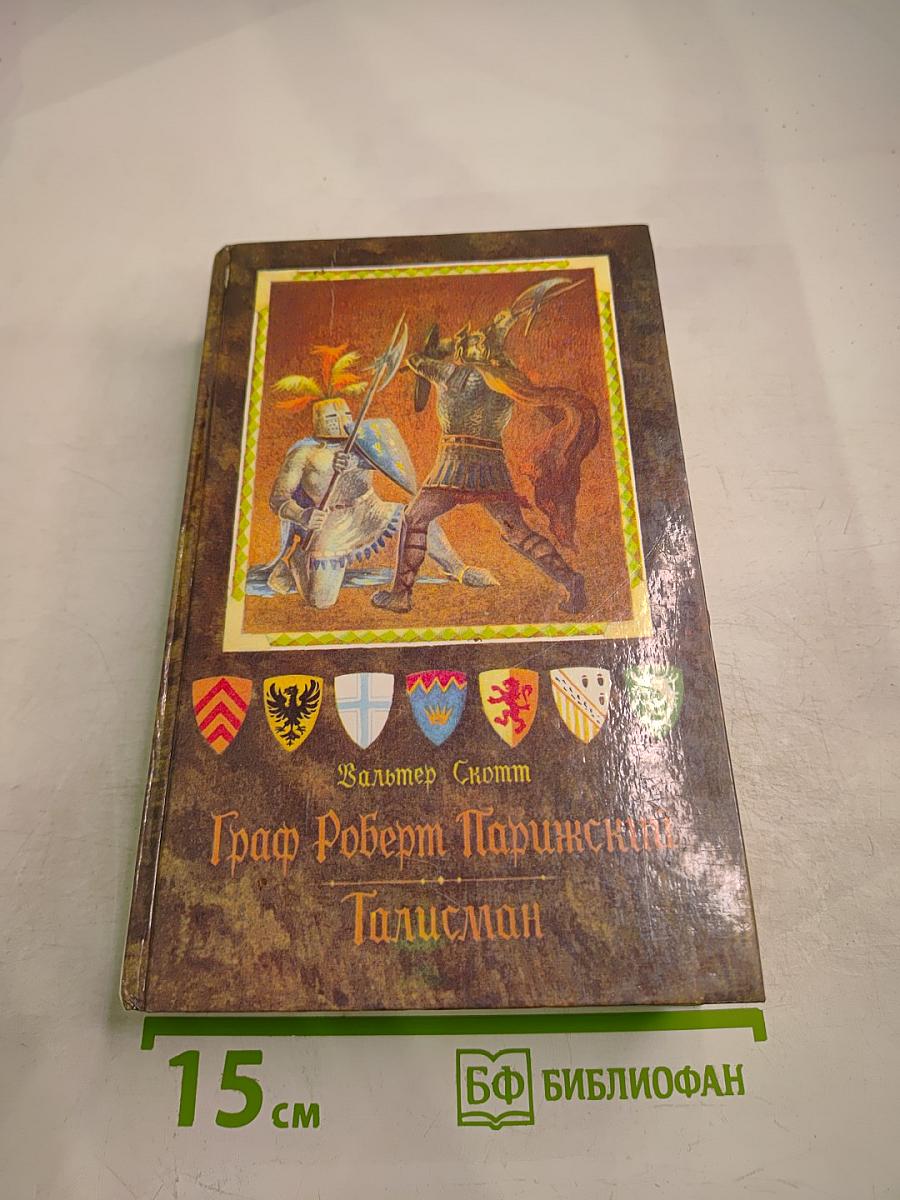 Вальтер Скотт
Граф Роберт Парижский
Талисман
15 см
БФ БИБЛИОФАН